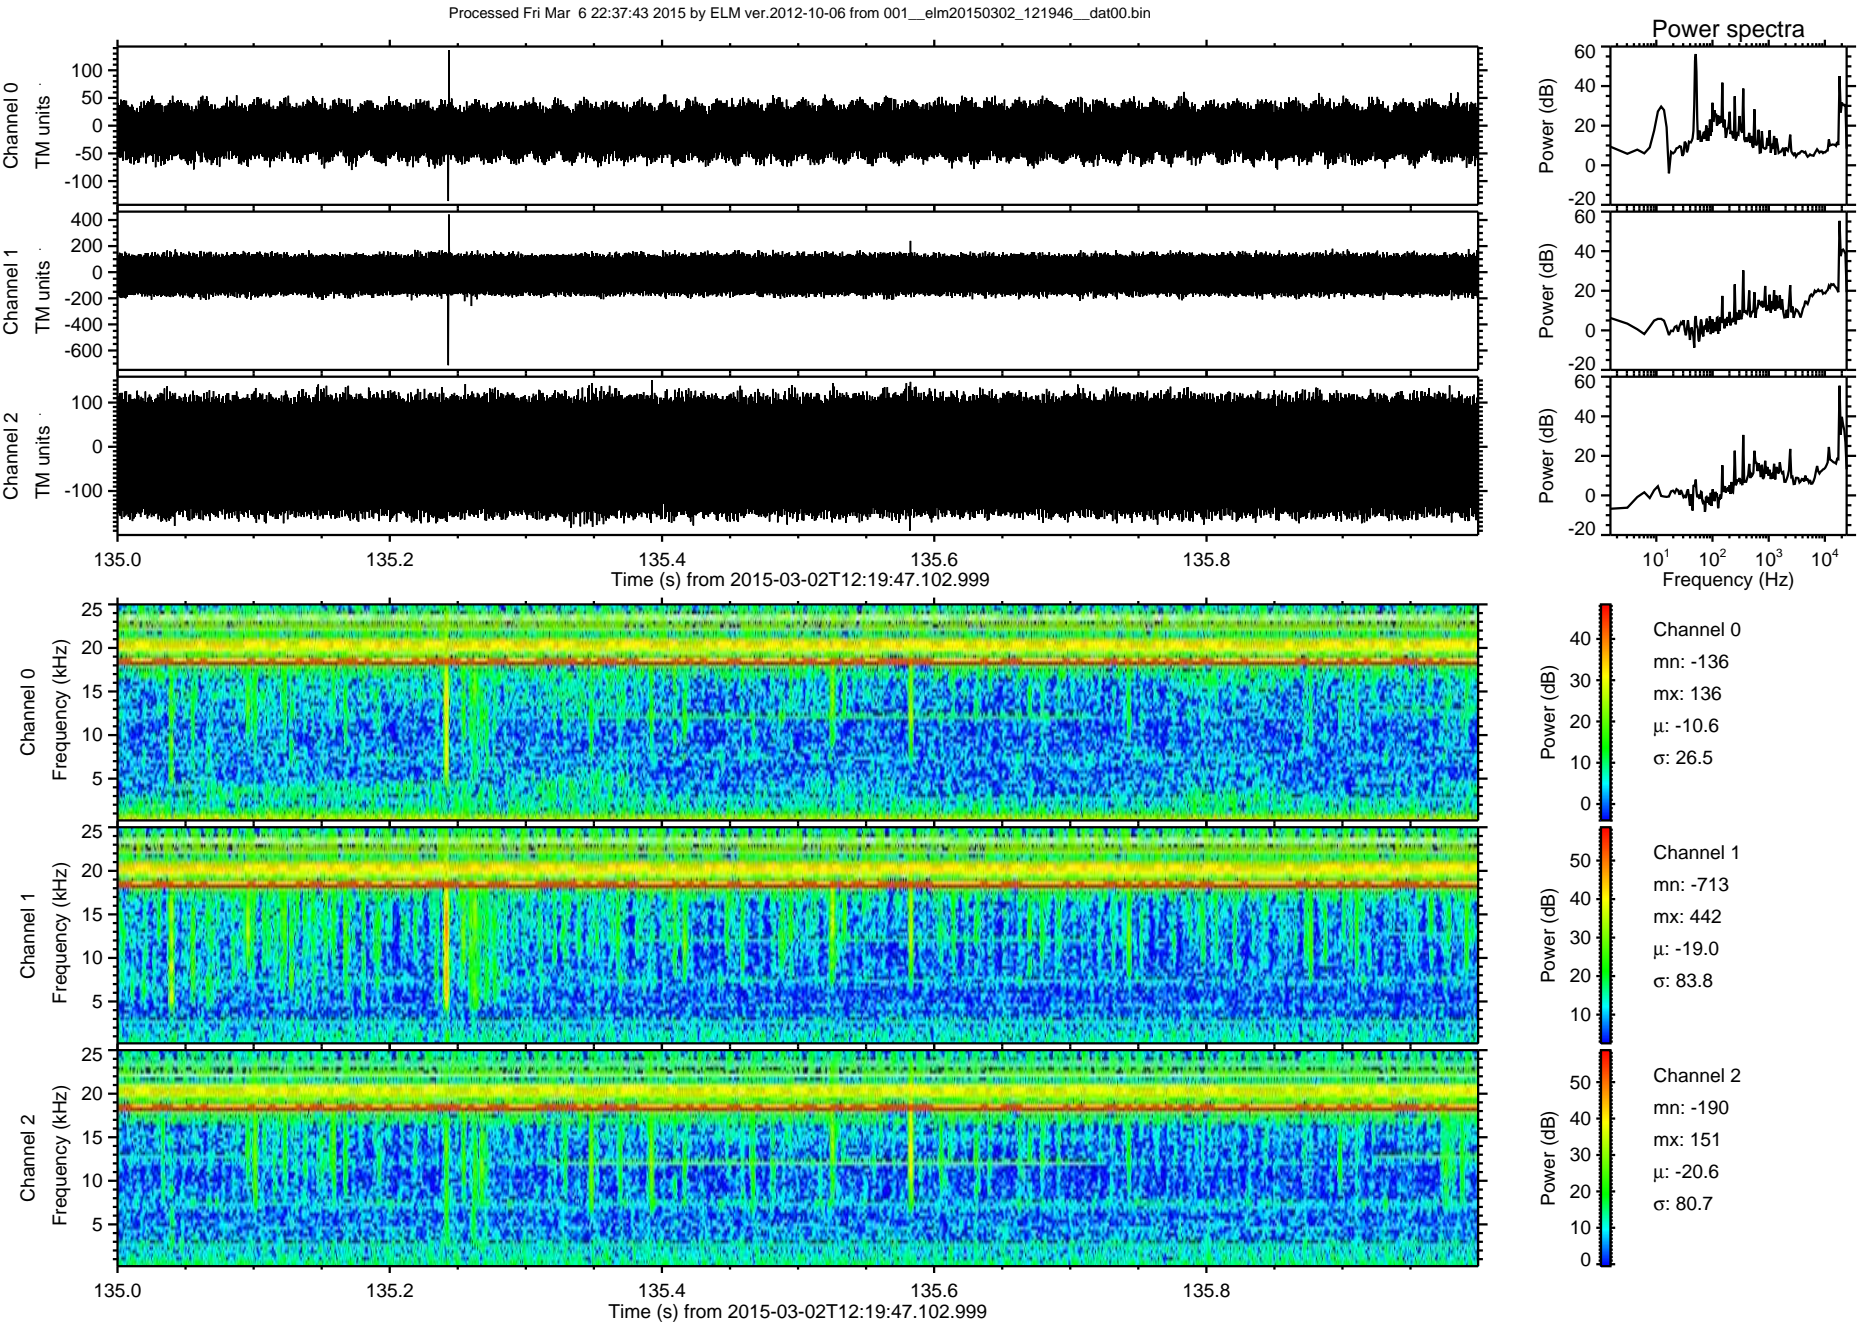 Processed Fri Mar  6 22:37:43 2015 by ELM ver.2012-10-06 from 001__elm20150302_121946__dat00.bin
Power spectra
Channel 0
TM units
100
50
0
-50
-100
Power (dB)
60
40
20
0
-20
Channel 1
TM units
400
200
0
-200
-400
-600
Power (dB)
60
40
20
0
-20
Channel 2
TM units
100
0
-100
Power (dB)
60
40
20
0
-20
135.0 135.2 135.4 135.6 135.8
Time (s) from 2015-03-02T12:19:47.102.999
10¹ 10² 10³ 10⁴
Frequency (Hz)
Channel 0
Frequency (kHz)
25
20
15
10
5
Power (dB)
40
30
20
10
0
Channel 0
mn: -136
mx: 136
μ: -10.6
σ: 26.5
Channel 1
Frequency (kHz)
25
20
15
10
5
Power (dB)
50
40
30
20
10
Channel 1
mn: -713
mx: 442
μ: -19.0
σ: 83.8
Channel 2
Frequency (kHz)
25
20
15
10
5
Power (dB)
50
40
30
20
10
0
Channel 2
mn: -190
mx: 151
μ: -20.6
σ: 80.7
135.0 135.2 135.4 135.6 135.8
Time (s) from 2015-03-02T12:19:47.102.999